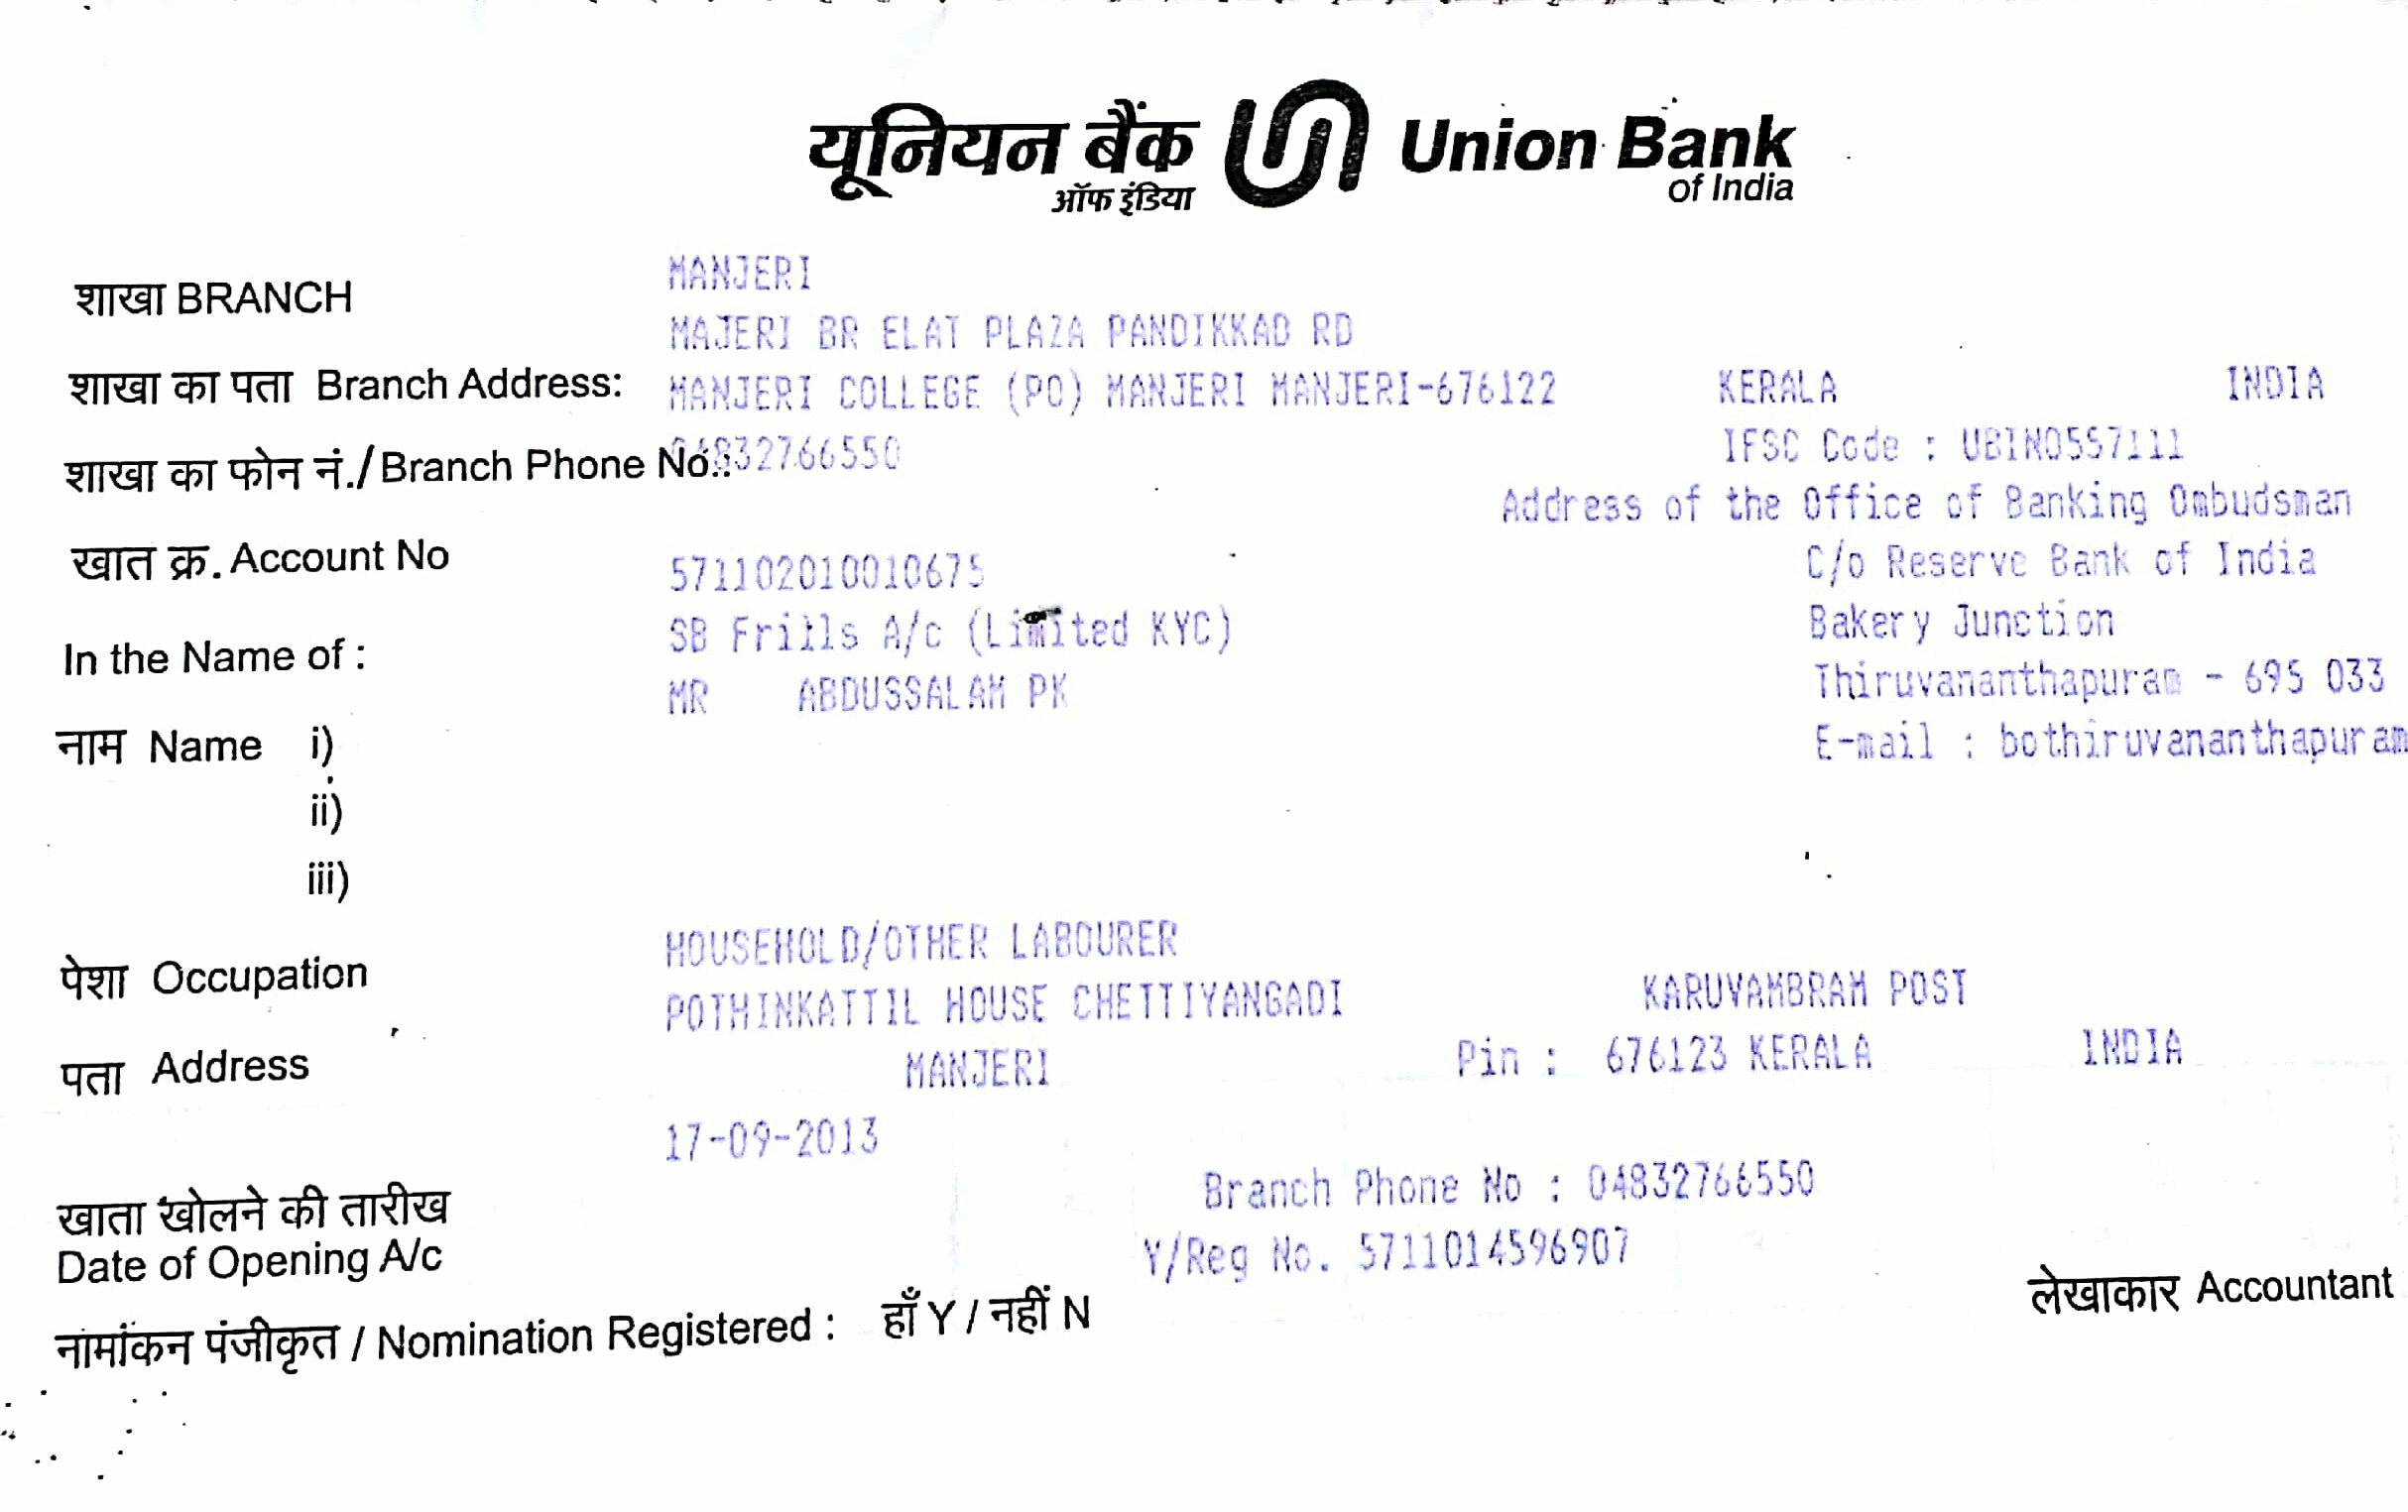 यूनियन बैंक Union Bank
ऑफ इंडिया of India
शाखा BRANCH MANJERI
MAJERI BR ELAT PLAZA PANDIKKAD RD
शाखा का पता Branch Address: MANJERI COLLEGE (PO) MANJERI MANJERI-676122 KERALA INDIA
शाखा का फोन नं./Branch Phone No.: 04832766550 IFSC Code : UBIN0557111
Address of the Office of Banking Ombudsman
खात क्र. Account No 571102010010675 C/o Reserve Bank of India
SB Frills A/c (Limited KYC) Bakery Junction
In the Name of :
MR ABDUSSALAM PK Thiruvananthapuram - 695 033
नाम Name i) E-mail : bothiruvananthapuram
ii)
iii)
पेशा Occupation HOUSEHOLD/OTHER LABOURER
POTHINKATTIL HOUSE CHETTIYANGADI KARUVAMBRAM POST
पता Address MANJERI Pin : 676123 KERALA INDIA
17-09-2013
Branch Phone No : 04832766550
खाता खोलने की तारीख
Date of Opening A/c Y/Reg No. 5711014596907
लेखाकार Accountant
नामांकन पंजीकृत / Nomination Registered : हाँ Y / नहीं N